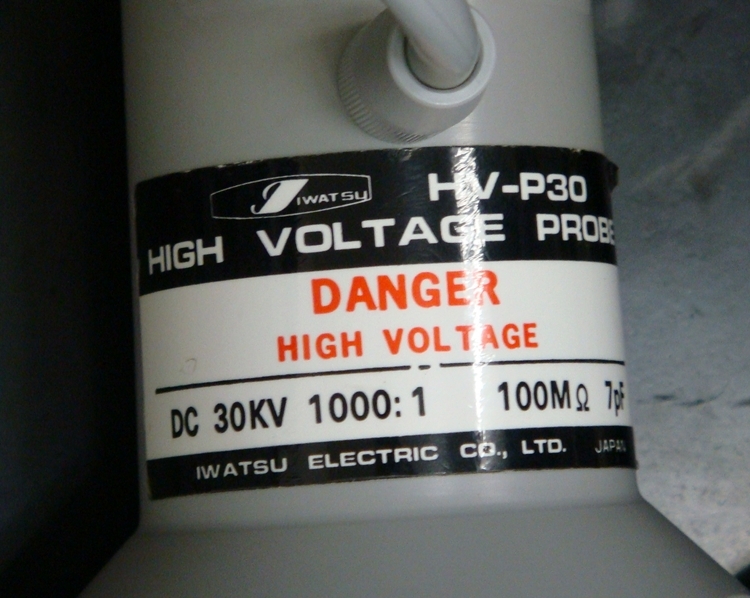 IWATSU HV-P30
HIGH VOLTAGE PROBE
DANGER
HIGH VOLTAGE
DC 30KV 1000:1 100MΩ 7pF
IWATSU ELECTRIC CO., LTD. JAPAN